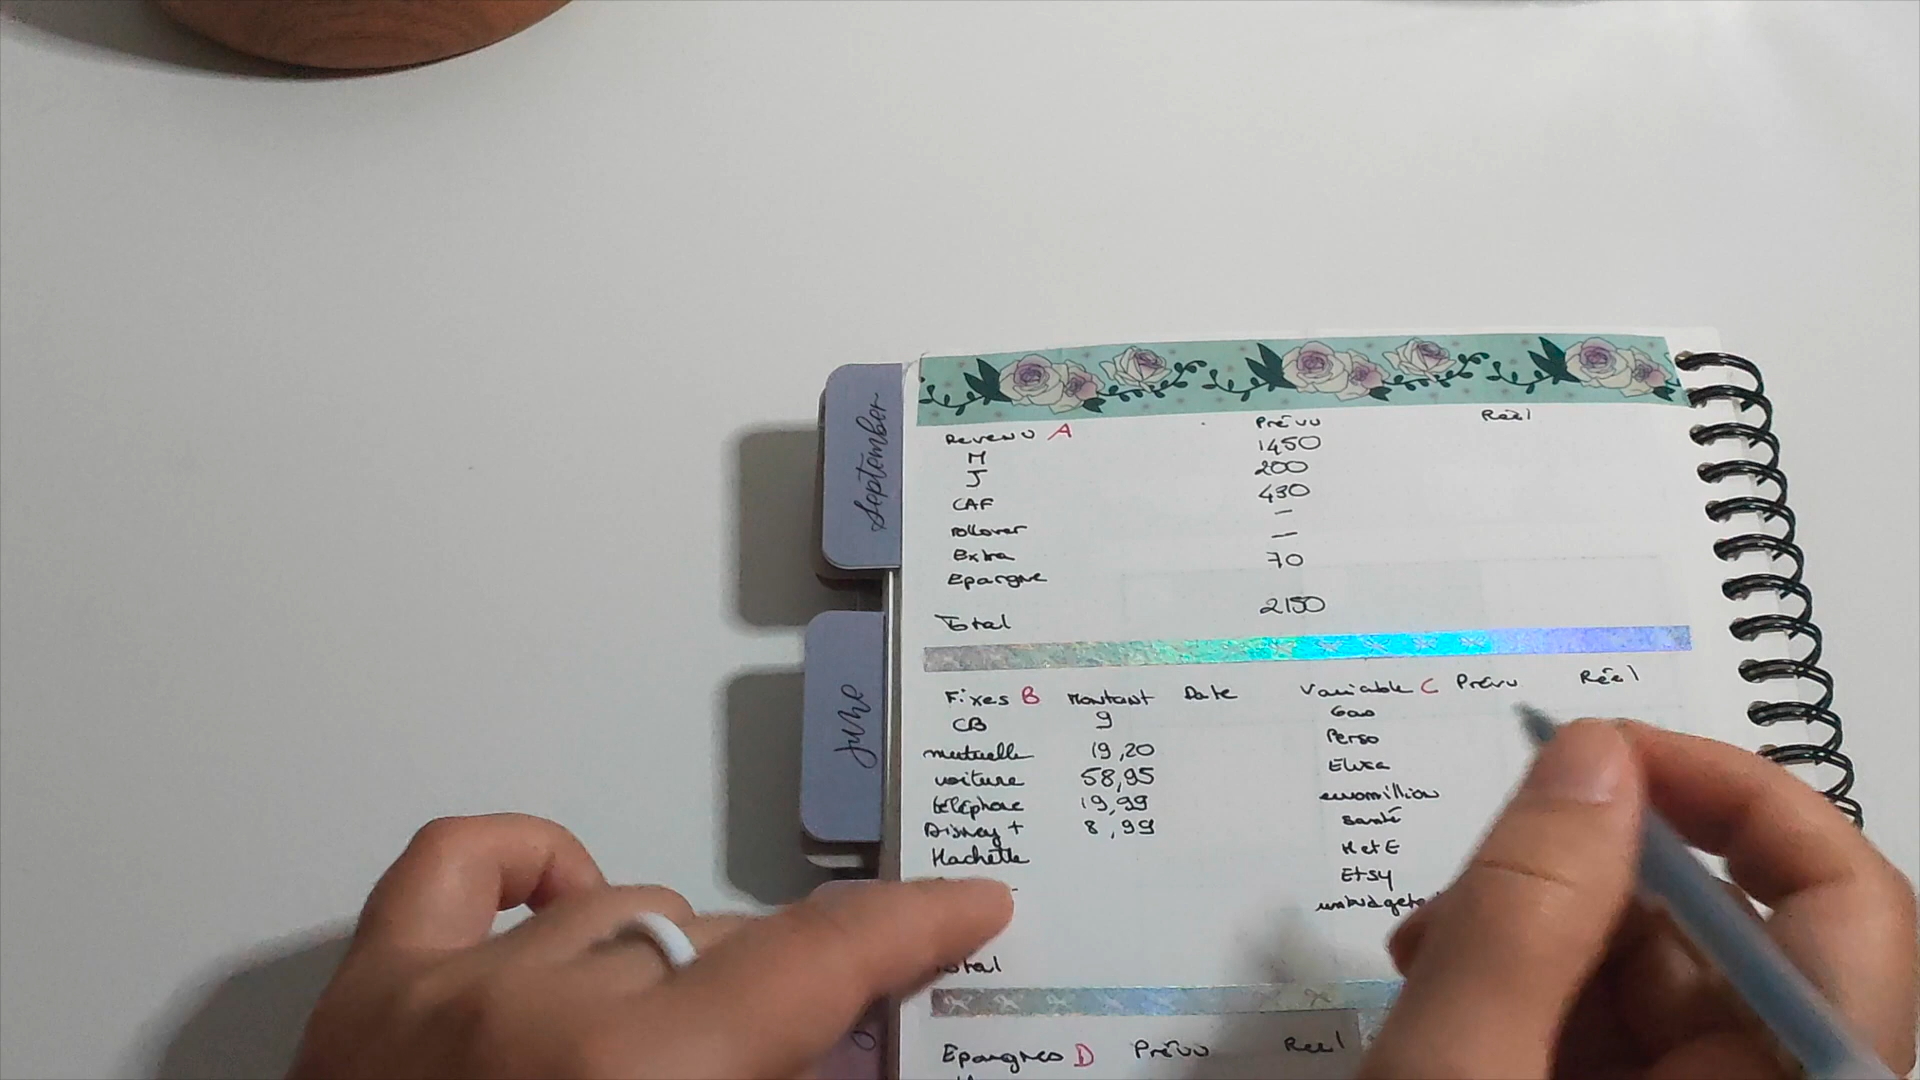 September
June
Revenu A Prévu Réel
M 1450
J 200
CAF 430
rollover -
Extra -
Epargne 70
Total 2150
Fixes B Montant Date
CB 9
mutuelle 19,20
voiture 58,95
téléphone 19,99
Disney + 8,99
Hachette
Total
Variable C Prévu Réel
Gao
Perso
Elisa
euromillion
Santé
M et E
Etsy
Epargnes D Prévu Réel